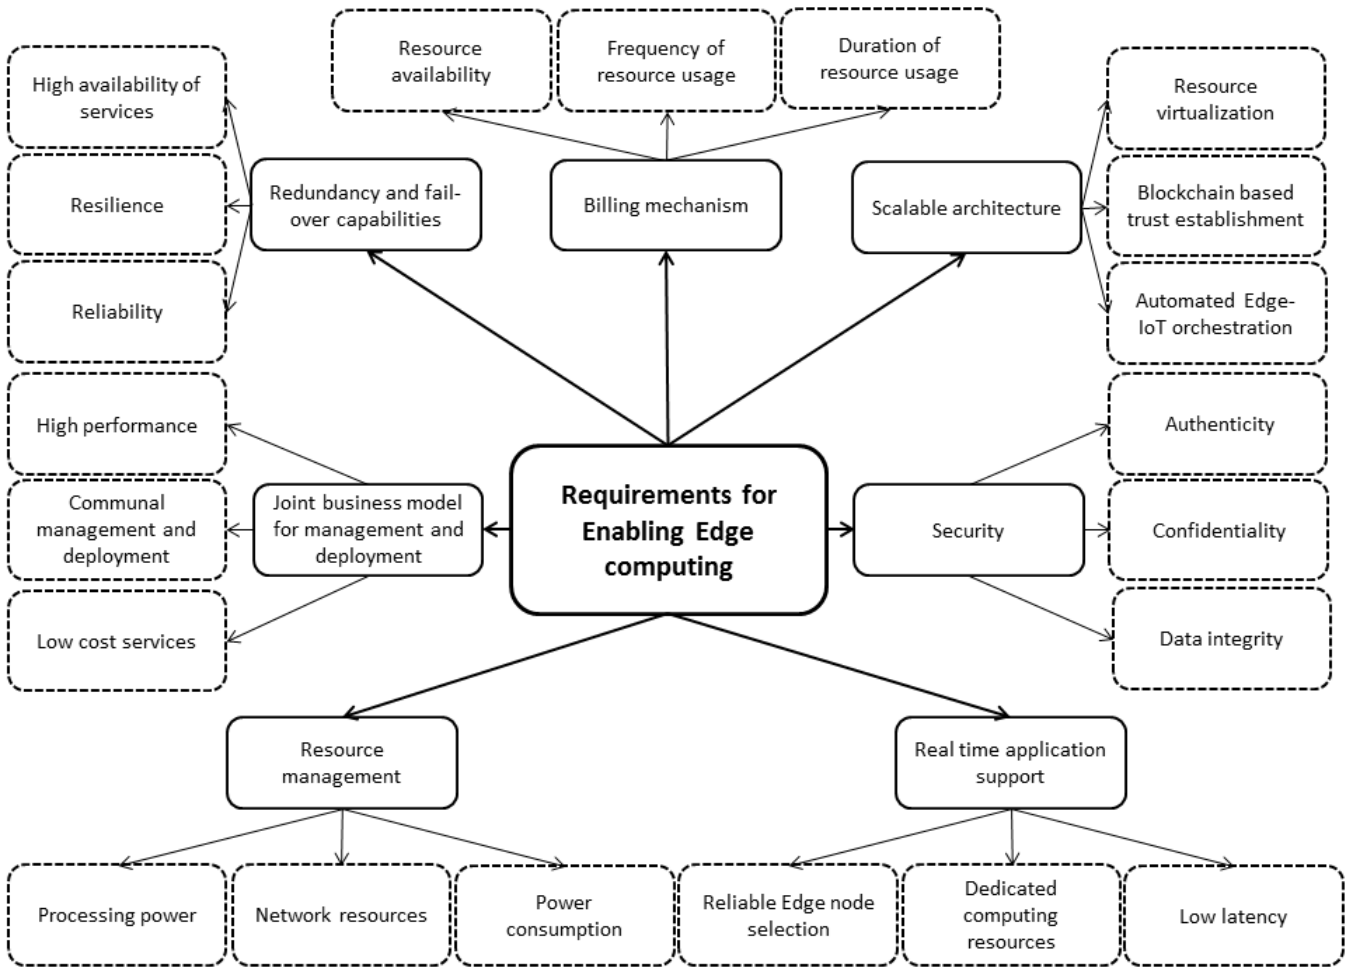 Resource
availability
Frequency of
resource usage
Duration of
resource usage
High availability of
services
Resilience
Reliability
Redundancy and fail-
over capabilities
Billing mechanism
Scalable architecture
Resource
virtualization
Blockchain based
trust establishment
Automated Edge-
IoT orchestration
High performance
Communal
management and
deployment
Low cost services
Joint business model
for management and
deployment
Requirements for
Enabling Edge
computing
Security
Authenticity
Confidentiality
Data integrity
Resource
management
Real time application
support
Processing power
Network resources
Power
consumption
Reliable Edge node
selection
Dedicated
computing
resources
Low latency